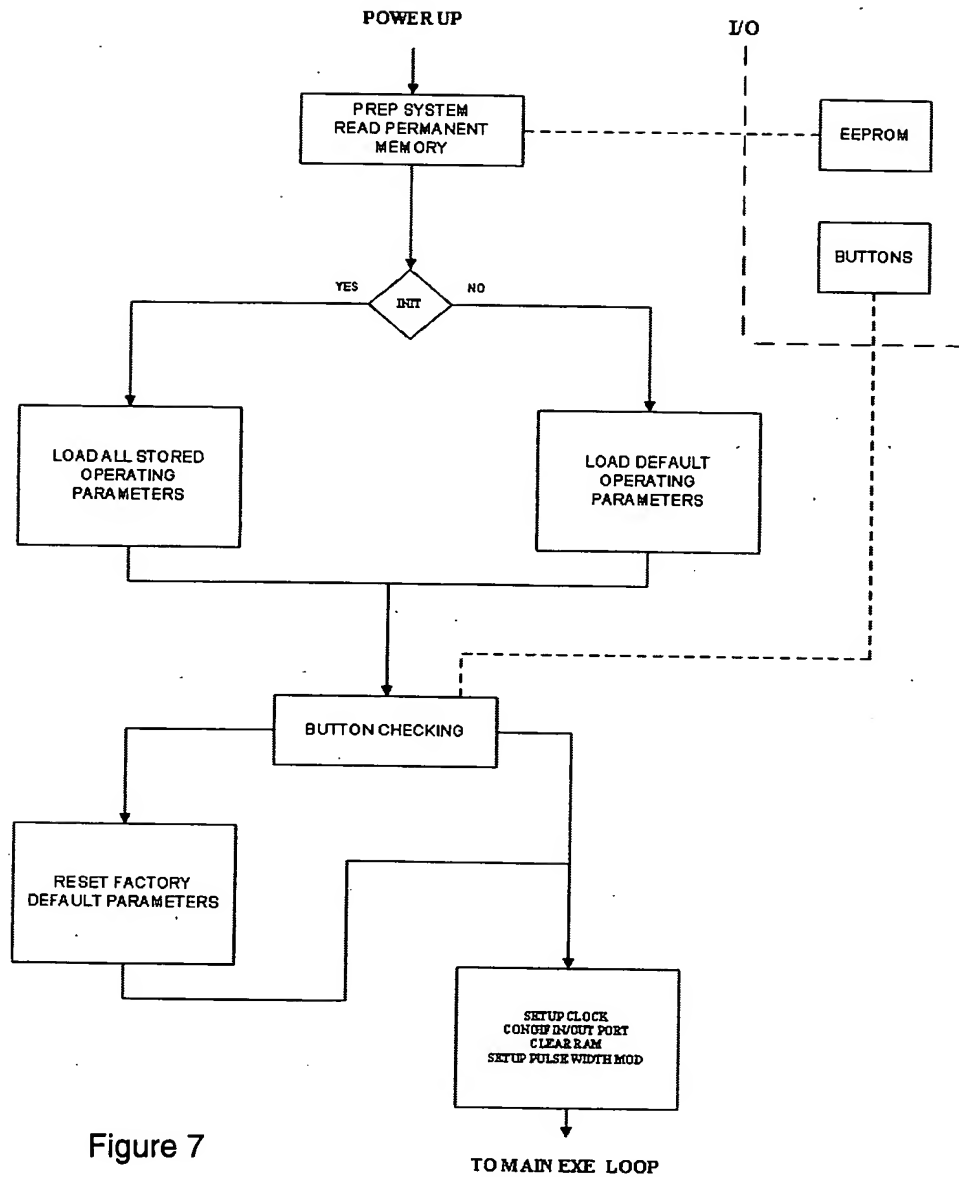 POWER UP
I/O
PREP SYSTEM
READ PERMANENT
MEMORY
EEPROM
BUTTONS
YES
INIT
NO
LOAD ALL STORED
OPERATING
PARAMETERS
LOAD DEFAULT
OPERATING
PARAMETERS
BUTTON CHECKING
RESET FACTORY
DEFAULT PARAMETERS
SETUP CLOCK
CONGIF IN/OUT PORT
CLEAR RAM
SETUP PULSE WIDTH MOD
Figure 7
TO MAIN EXE LOOP